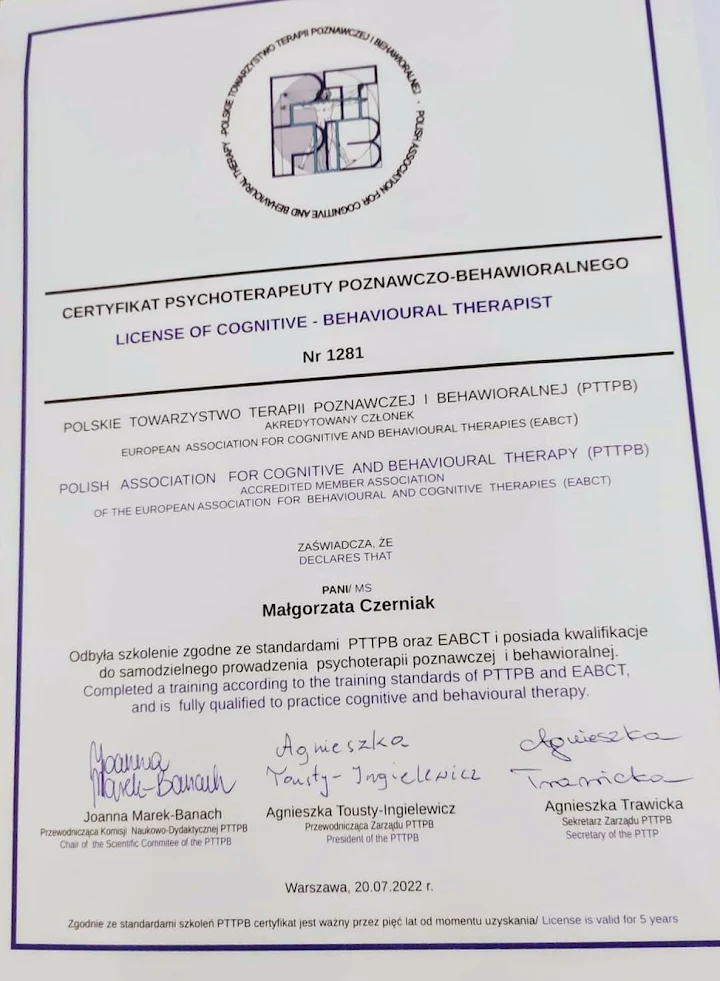 POLSKIE TOWARZYSTWO TERAPII POZNAWCZEJ I BEHAWIORALNEJ -
POLISH ASSOCIATION FOR COGNITIVE AND BEHAVIOURAL THERAPY -
PT
TPB
CERTYFIKAT PSYCHOTERAPEUTY POZNAWCZO-BEHAWIORALNEGO
LICENSE OF COGNITIVE - BEHAVIOURAL THERAPIST
Nr 1281
POLSKIE TOWARZYSTWO TERAPII POZNAWCZEJ I BEHAWIORALNEJ (PTTPB)
AKREDYTOWANY CZŁONEK
EUROPEAN ASSOCIATION FOR COGNITIVE AND BEHAVIOURAL THERAPIES (EABCT)
POLISH ASSOCIATION FOR COGNITIVE AND BEHAVIOURAL THERAPY (PTTPB)
ACCREDITED MEMBER ASSOCIATION
OF THE EUROPEAN ASSOCIATION FOR BEHAVIOURAL AND COGNITIVE THERAPIES (EABCT)
ZAŚWIADCZA, ŻE
DECLARES THAT
PANI/ MS
Małgorzata Czerniak
Odbyła szkolenie zgodne ze standardami PTTPB oraz EABCT i posiada kwalifikacje
do samodzielnego prowadzenia psychoterapii poznawczej i behawioralnej.
Completed a training according to the training standards of PTTPB and EABCT,
and is fully qualified to practice cognitive and behavioural therapy.
Joanna
Marek-Banach
Agnieszka
Tousty-Ingielewicz
Agnieszka
Trawicka
Joanna Marek-Banach
Przewodnicząca Komisji Naukowo-Dydaktycznej PTTPB
Chair of the Scientific Commitee of the PTTPB
Agnieszka Tousty-Ingielewicz
Przewodnicząca Zarządu PTTPB
President of the PTTPB
Agnieszka Trawicka
Sekretarz Zarządu PTTPB
Secretary of the PTTP
Warszawa, 20.07.2022 r.
Zgodnie ze standardami szkoleń PTTPB certyfikat jest ważny przez pięć lat od momentu uzyskania/ License is valid for 5 years